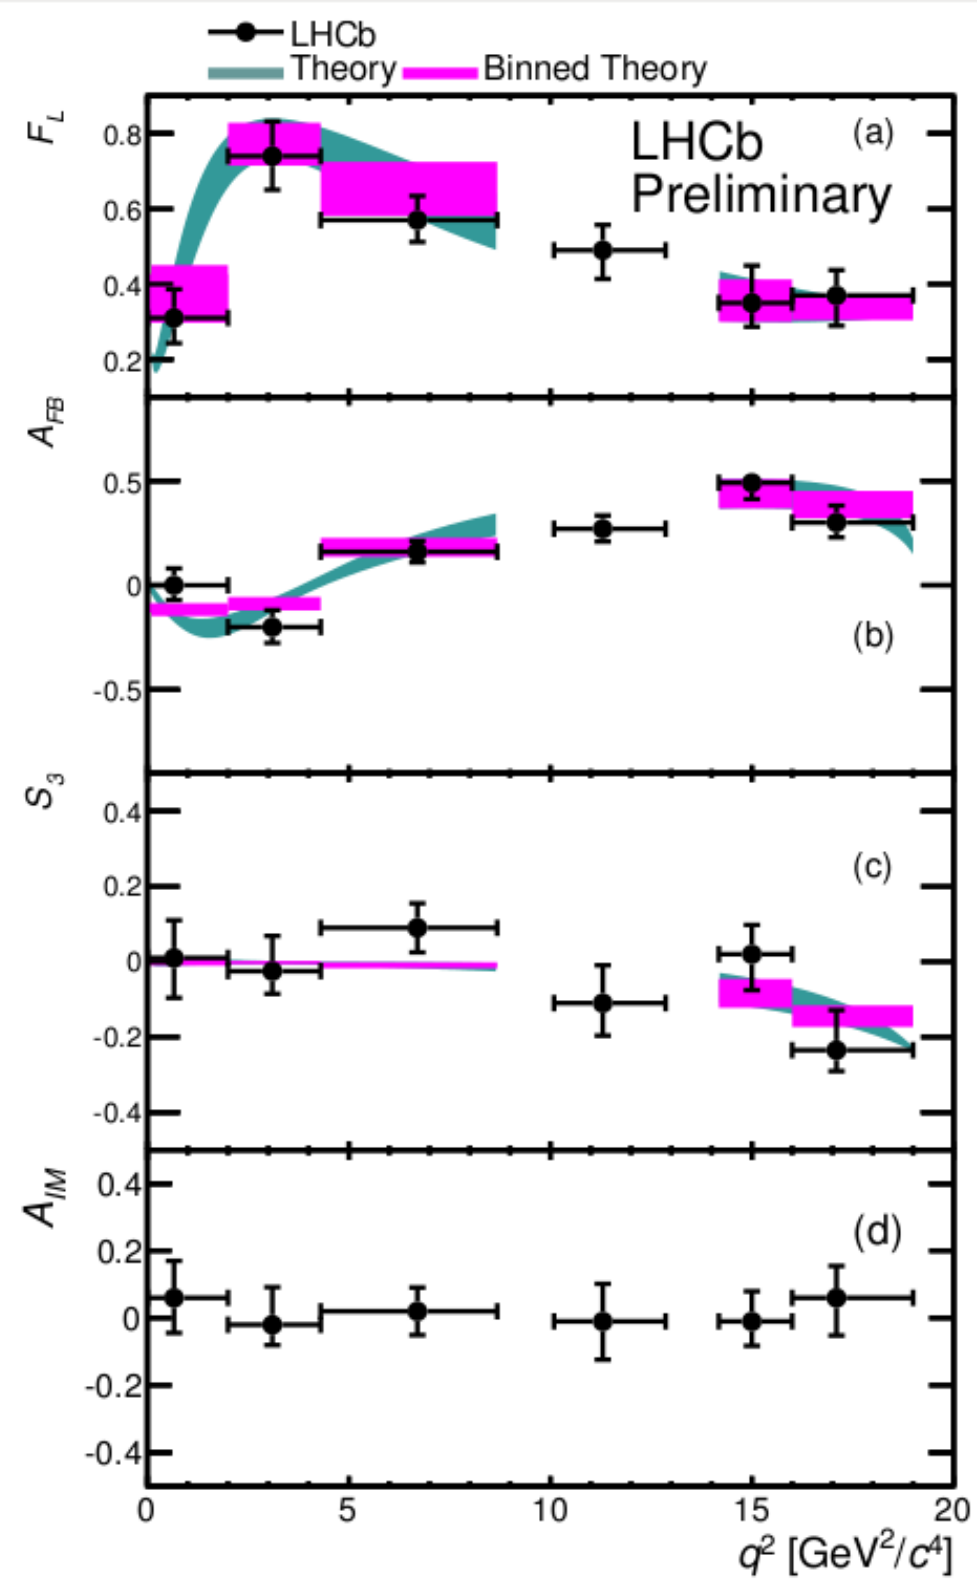 LHCb
Theory Binned Theory
F_L
0.8
0.6
0.4
0.2
LHCb
Preliminary
(a)
A_FB
0.5
0
-0.5
(b)
S_3
0.4
0.2
0
-0.2
-0.4
(c)
A_IM
0.4
0.2
0
-0.2
-0.4
(d)
0 5 10 15 20
q² [GeV²/c⁴]